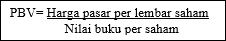 PBV= Harga pasar per lembar saham
Nilai buku per saham